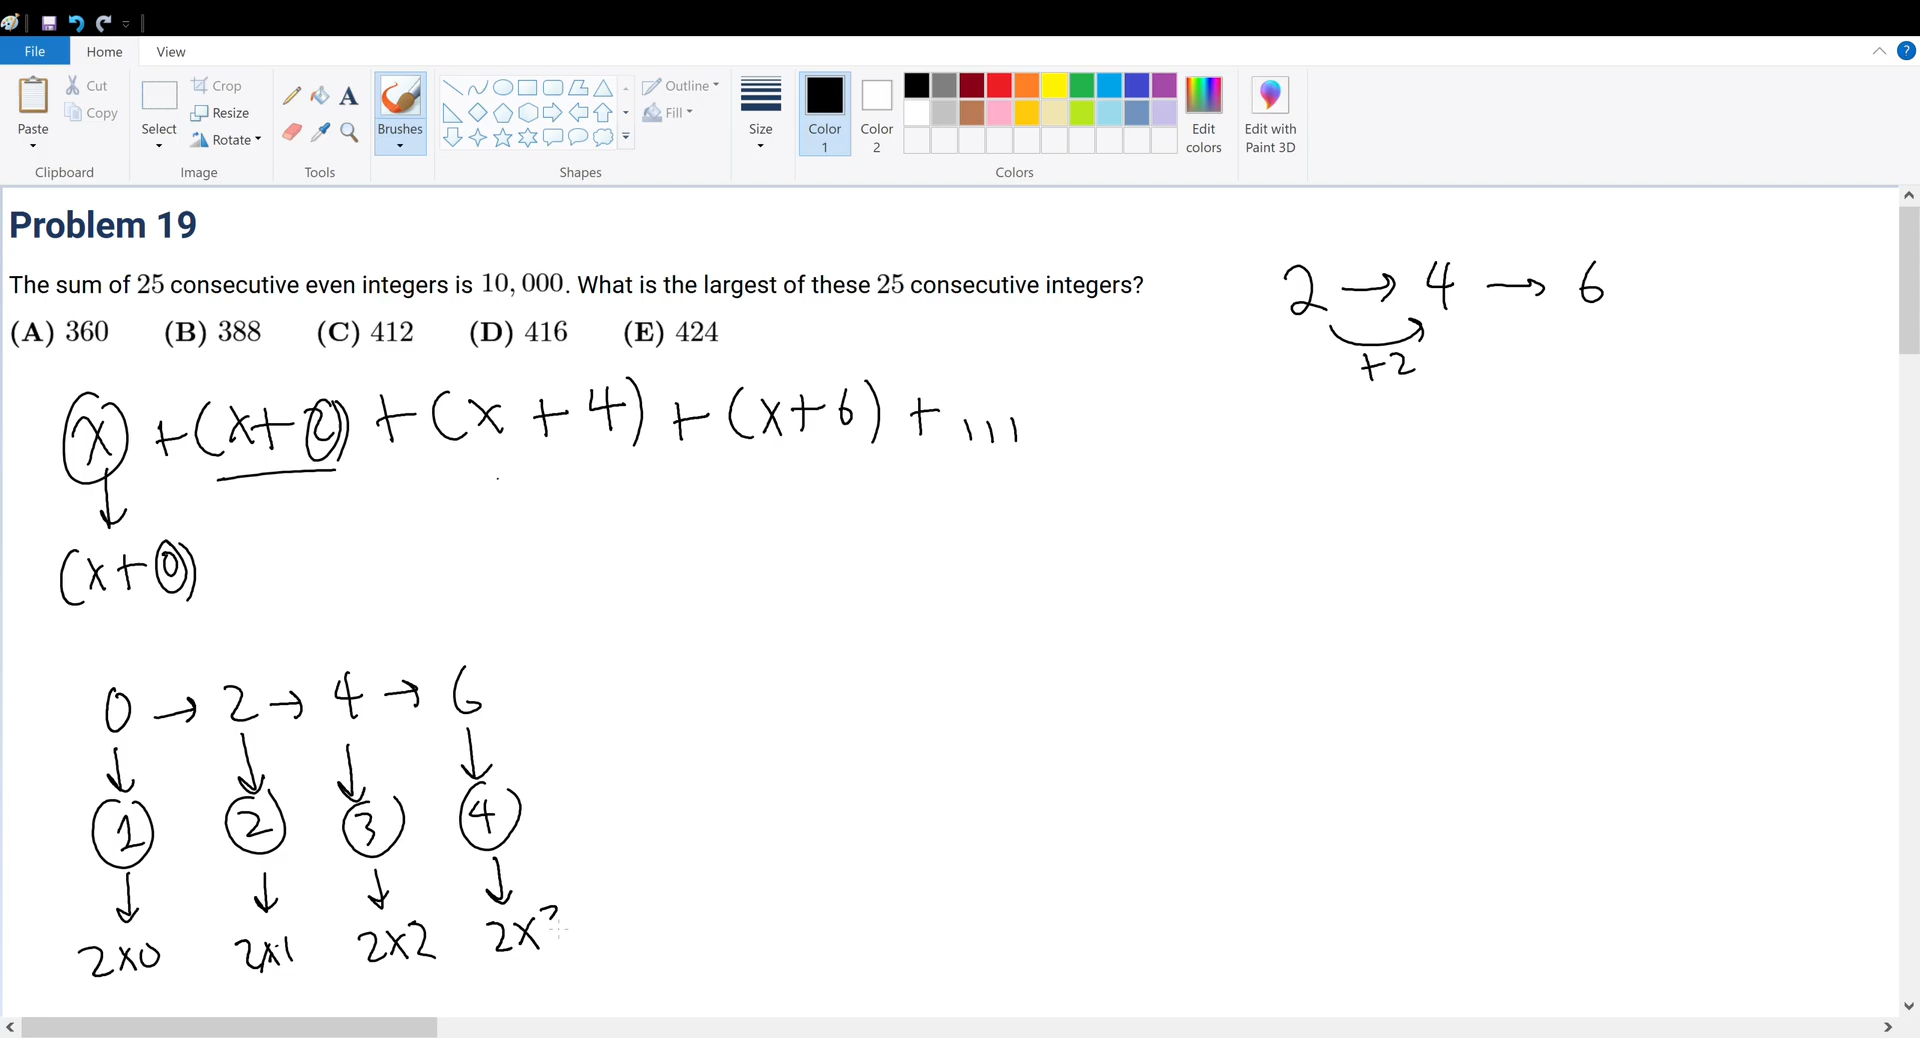 File Home View
Paste Cut Copy Clipboard
Select Crop Resize Rotate Image
A Tools
Brushes
Outline Fill Shapes
Size
Color 1 Color 2
Edit colors Colors
Edit with Paint 3D
?
Problem 19
The sum of 25 consecutive even integers is 10,000. What is the largest of these 25 consecutive integers?
(A) 360 (B) 388 (C) 412 (D) 416 (E) 424
2 → 4 → 6
+2
x + (x+2) + (x + 4) + (x+6) + ...
(x+0)
0 → 2 → 4 → 6
1 2 3 4
2x0 2x1 2x2 2x